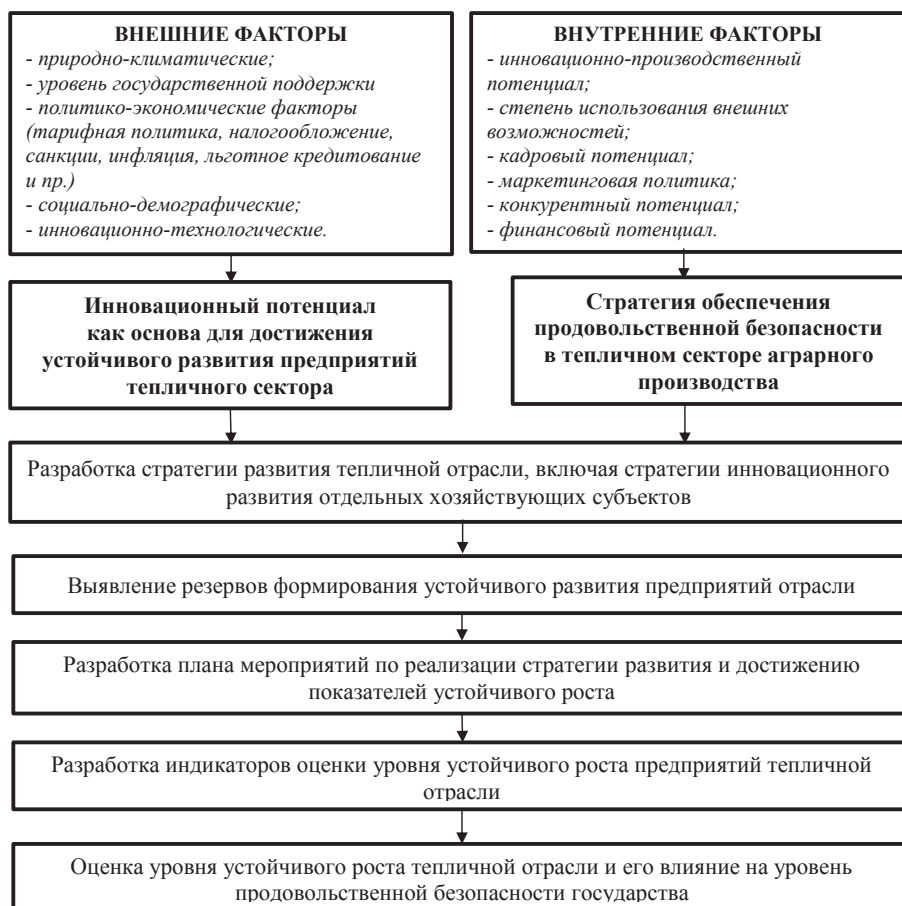 ВНЕШНИЕ ФАКТОРЫ
- природно-климатические;
- уровень государственной поддержки
- политико-экономические факторы
(тарифная политика, налогообложение,
санкции, инфляция, льготное кредитование
и пр.)
- социально-демографические;
- инновационно-технологические.
ВНУТРЕННИЕ ФАКТОРЫ
- инновационно-производственный
потенциал;
- степень использования внешних
возможностей;
- кадровый потенциал;
- маркетинговая политика;
- конкурентный потенциал;
- финансовый потенциал.
Инновационный потенциал
как основа для достижения
устойчивого развития предприятий
тепличного сектора
Стратегия обеспечения
продовольственной безопасности
в тепличном секторе аграрного
производства
Разработка стратегии развития тепличной отрасли, включая стратегии инновационного
развития отдельных хозяйствующих субъектов
Выявление резервов формирования устойчивого развития предприятий отрасли
Разработка плана мероприятий по реализации стратегии развития и достижению
показателей устойчивого роста
Разработка индикаторов оценки уровня устойчивого роста предприятий тепличной
отрасли
Оценка уровня устойчивого роста тепличной отрасли и его влияние на уровень
продовольственной безопасности государства